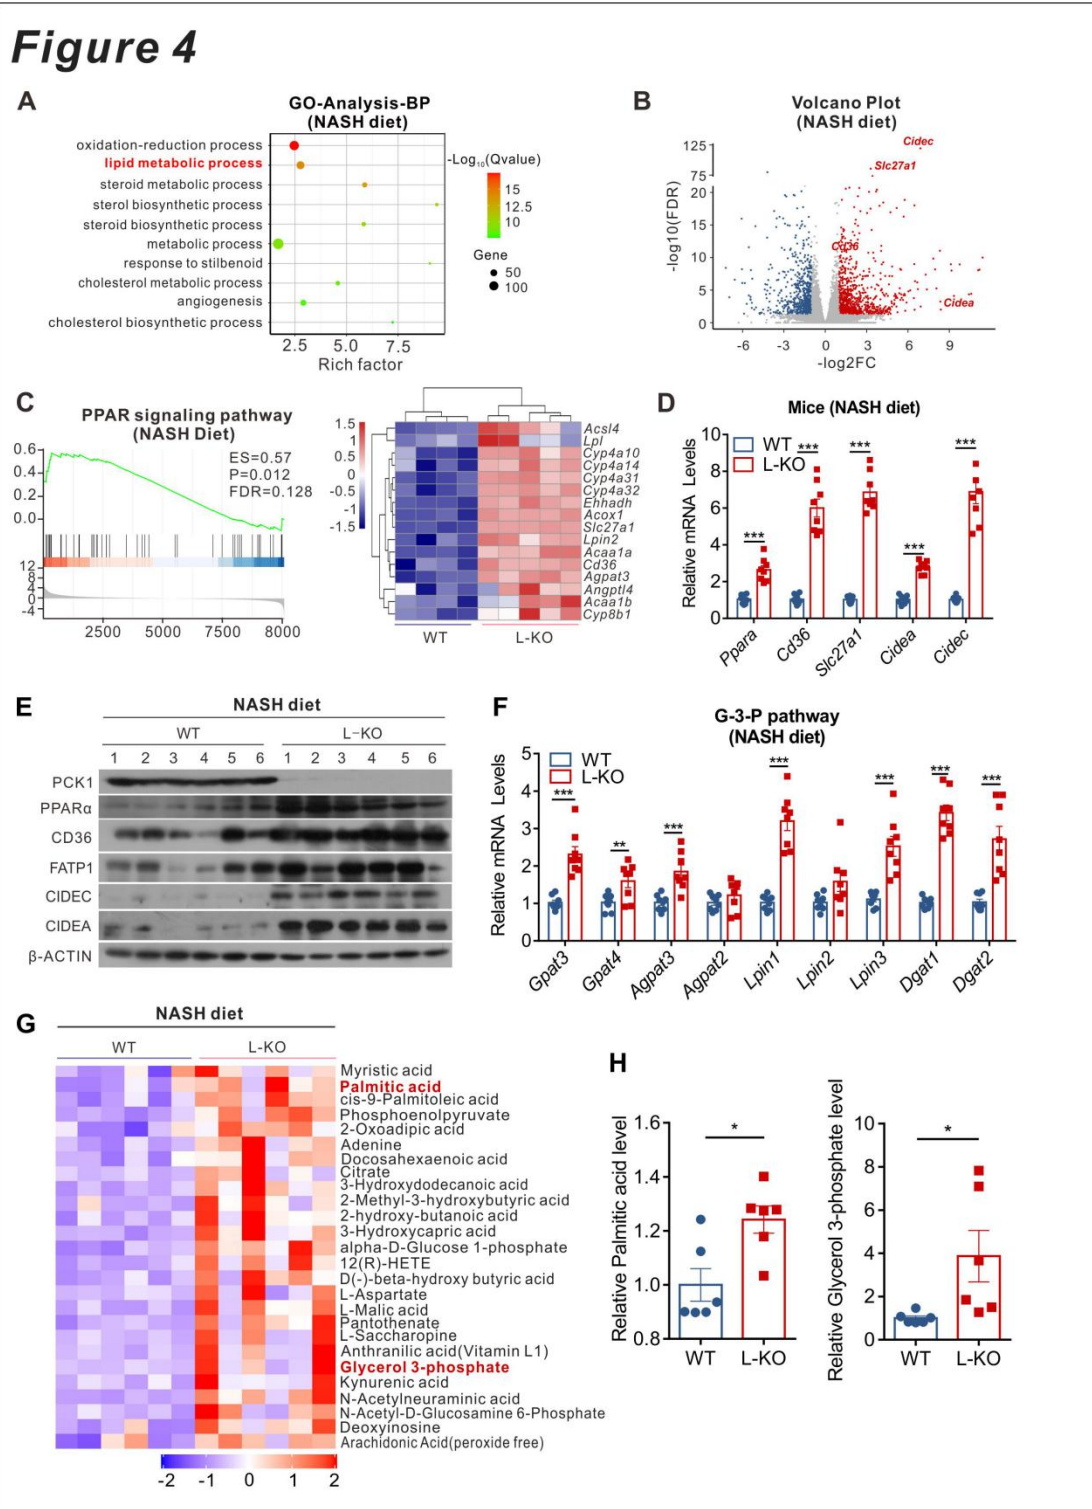 Figure 4
A
GO-Analysis-BP
(NASH diet)
oxidation-reduction process
lipid metabolic process
steroid metabolic process
sterol biosynthetic process
steroid biosynthetic process
metabolic process
response to stilbenoid
cholesterol metabolic process
angiogenesis
cholesterol biosynthetic process
2.5 5.0 7.5
Rich factor
-Log10(Qvalue)
15
12.5
10
Gene
50
100
B
Volcano Plot
(NASH diet)
Cidec
Slc27a1
Cd36
Cidea
125
75
20
15
10
5
0
-log10(FDR)
-6 -3 0 3 6 9
-log2FC
C
PPAR signaling pathway
(NASH Diet)
ES=0.57
P=0.012
FDR=0.128
0.6
0.4
0.2
0.0
12
8
4
0
-4
2500 5000 7500 8000
1.5
1
0.5
0
-0.5
-1
-1.5
Acsl4
Lpl
Cyp4a10
Cyp4a14
Cyp4a31
Cyp4a32
Ehhadh
Acox1
Slc27a1
Lpin2
Acaa1a
Cd36
Agpat3
Angptl4
Acaa1b
Cyp8b1
WT L-KO
D
Mice (NASH diet)
WT
L-KO
Relative mRNA Levels
10
8
6
4
2
0
*** *** *** *** ***
Ppara Cd36 Slc27a1 Cidea Cidec
E
NASH diet
WT L-KO
1 2 3 4 5 6 1 2 3 4 5 6
PCK1
PPARα
CD36
FATP1
CIDEC
CIDEA
β-ACTIN
F
G-3-P pathway
(NASH diet)
WT
L-KO
Relative mRNA Levels
5
4
3
2
1
0
*** ** *** *** *** *** ***
Gpat3 Gpat4 Agpat3 Agpat2 Lpin1 Lpin2 Lpin3 Dgat1 Dgat2
G
NASH diet
WT L-KO
Myristic acid
Palmitic acid
cis-9-Palmitoleic acid
Phosphoenolpyruvate
2-Oxoadipic acid
Adenine
Docosahexaenoic acid
Citrate
3-Hydroxydodecanoic acid
2-Methyl-3-hydroxybutyric acid
2-hydroxy-butanoic acid
3-Hydroxycapric acid
alpha-D-Glucose 1-phosphate
12(R)-HETE
D(-)-beta-hydroxy butyric acid
L-Aspartate
L-Malic acid
Pantothenate
L-Saccharopine
Anthranilic acid(Vitamin L1)
Glycerol 3-phosphate
Kynurenic acid
N-Acetylneuraminic acid
N-Acetyl-D-Glucosamine 6-Phosphate
Deoxyinosine
Arachidonic Acid(peroxide free)
-2 -1 0 1 2
H
Relative Palmitic acid level
1.6
1.4
1.2
1.0
0.8
*
WT L-KO
Relative Glycerol 3-phosphate level
10
8
6
4
2
0
*
WT L-KO